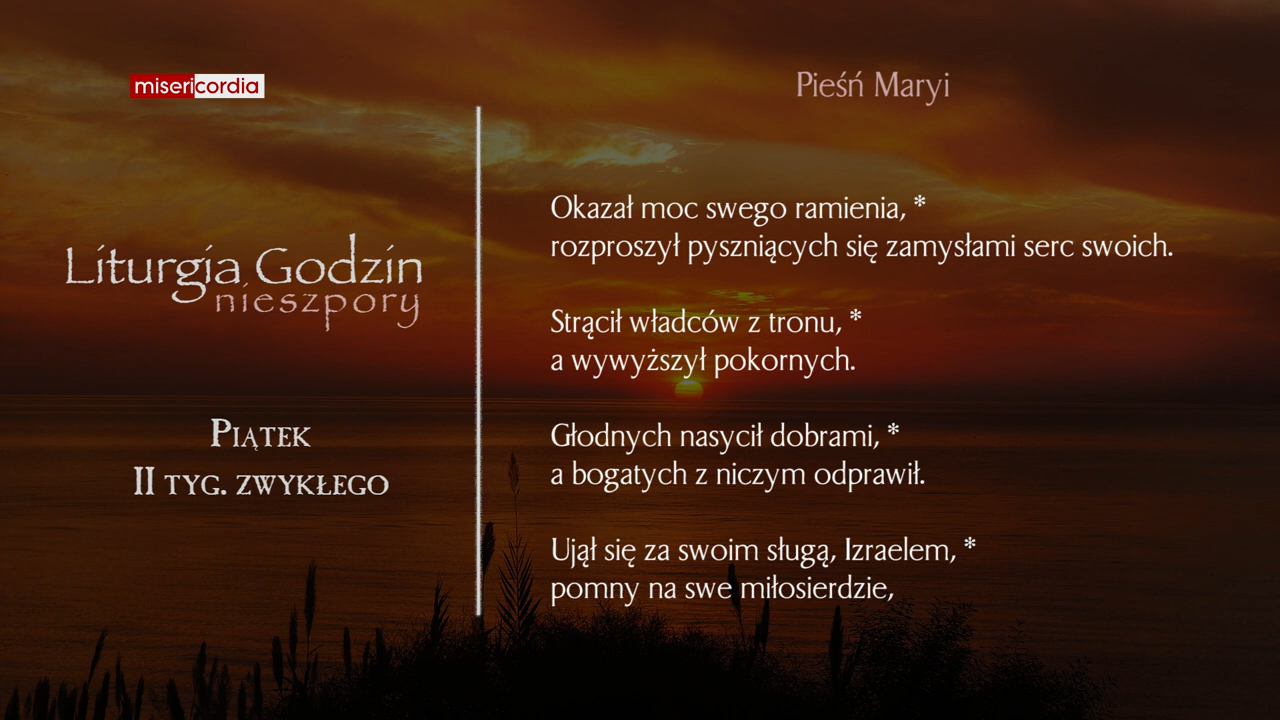 misericordia
Liturgia Godzin
nieszpory
Piątek
II tyg. zwykłego
Pieśń Maryi
Okazał moc swego ramienia, *
rozproszył pyszniących się zamysłami serc swoich.
Strącił władców z tronu, *
a wywyższył pokornych.
Głodnych nasycił dobrami, *
a bogatych z niczym odprawił.
Ujął się za swoim sługą, Izraelem, *
pomny na swe miłosierdzie,